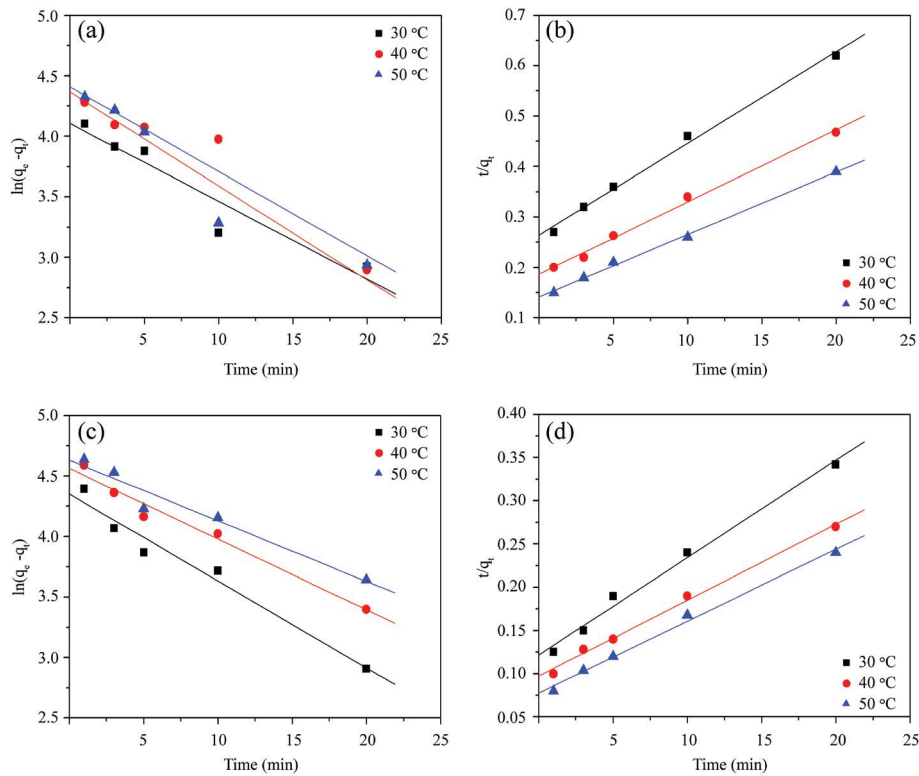 (a)
30 °C
40 °C
50 °C
5.0
4.5
4.0
3.5
3.0
2.5
ln(qe -qt)
5
10
15
20
25
Time (min)
(b)
30 °C
40 °C
50 °C
0.7
0.6
0.5
0.4
0.3
0.2
0.1
t/qt
5
10
15
20
25
Time (min)
(c)
30 °C
40 °C
50 °C
5.0
4.5
4.0
3.5
3.0
2.5
ln(qe -qt)
5
10
15
20
25
Time (min)
(d)
30 °C
40 °C
50 °C
0.40
0.35
0.30
0.25
0.20
0.15
0.10
0.05
t/qt
5
10
15
20
25
Time (min)